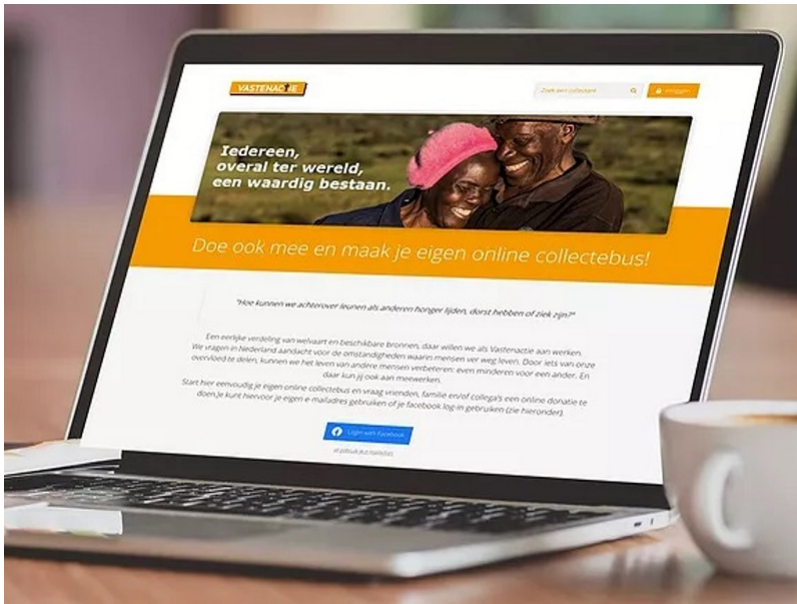 VASTENACTIE
Zoek een collectant
Inloggen
Iedereen,
overal ter wereld,
een waardig bestaan.
Doe ook mee en maak je eigen online collectebus!
"Hoe kunnen we achterover leunen als anderen honger lijden, dorst hebben of ziek zijn?"
Een eerlijke verdeling van welvaart en beschikbare bronnen, daar willen we als Vastenactie aan werken.
We vragen in Nederland aandacht voor de omstandigheden waarin mensen ver weg leven. Door iets van onze
overvloed te delen, kunnen we het leven van andere mensen verbeteren: even minderen voor een ander. En
daar kun jij ook aan meewerken.
Start hier eenvoudig je eigen online collectebus en vraag vrienden, familie en/of collega's een online donatie te
doen.Je kunt hiervoor je eigen e-mailadres gebruiken of je facebook log-in gebruiken (zie hieronder).
Login with Facebook
of gebruik je e-mailadres